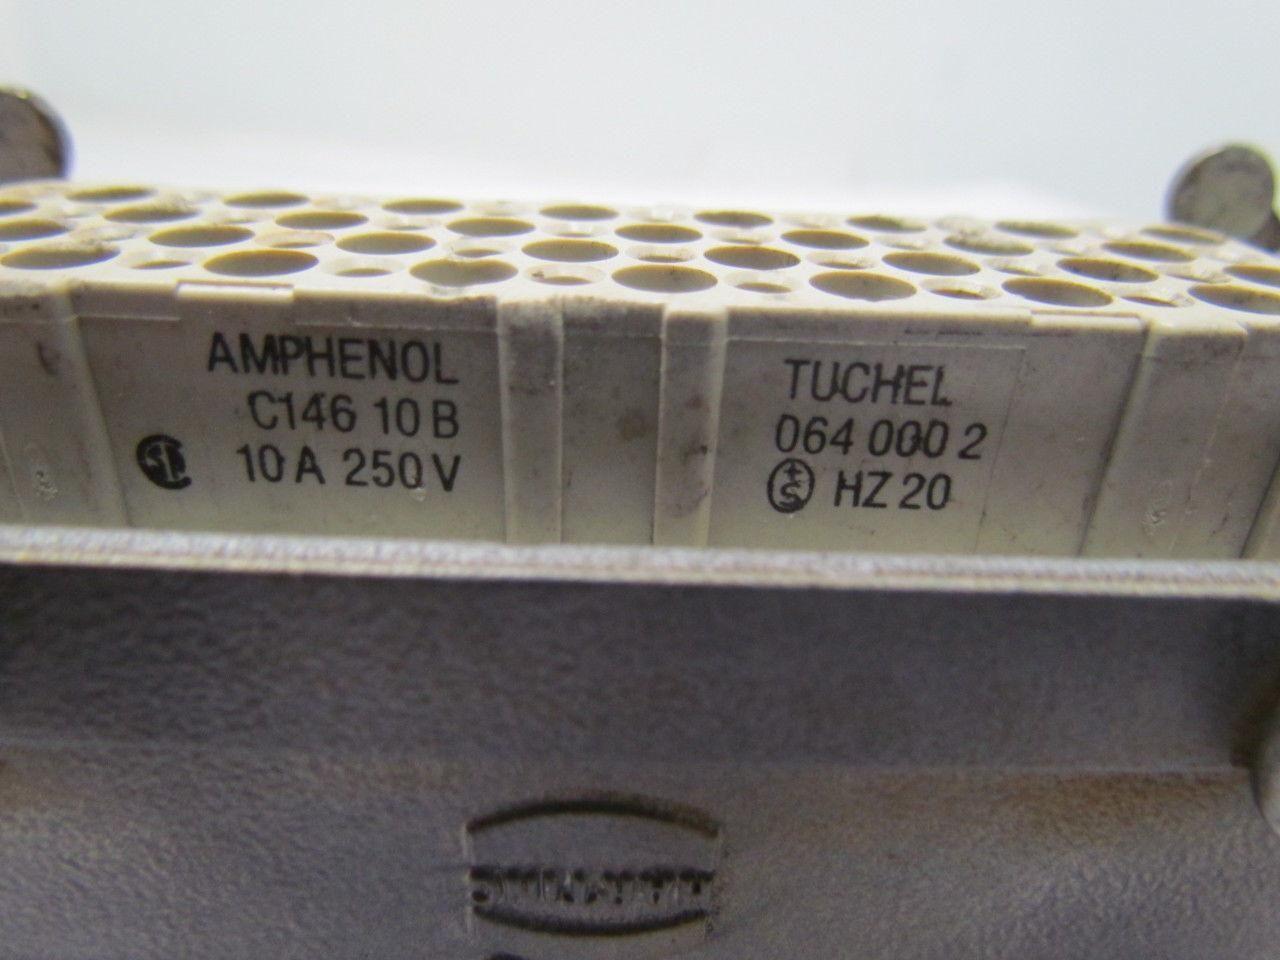 AMPHENOL
C146 10 B
10 A 250 V
TUCHEL
064 000 2
HZ 20